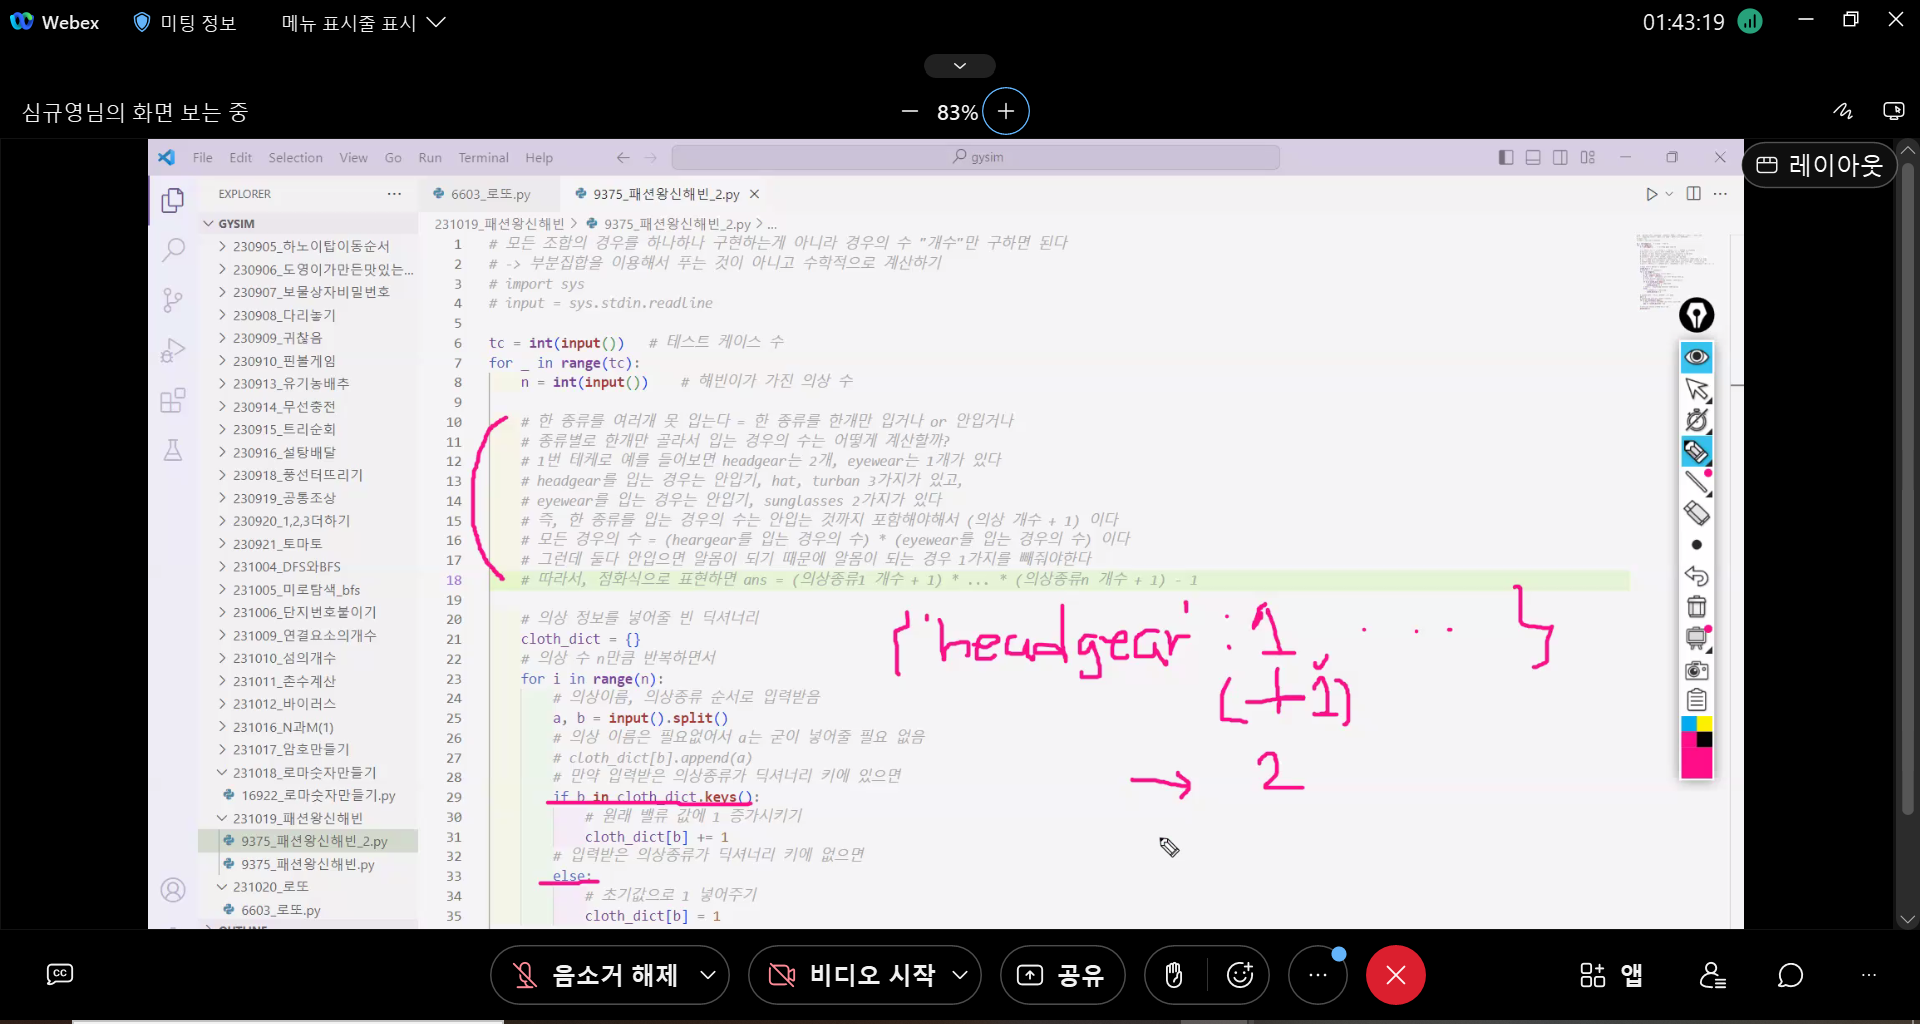 Webex 미팅 정보 메뉴 표시줄 표시 01:43:19
심규영님의 화면 보는 중 83%
레이아웃
File Edit Selection View Go Run Terminal Help gysim
EXPLORER
GYSIM
230905_하노이탑이동순서
230906_도영이가만든맛있는...
230907_보물상자비밀번호
230908_다리놓기
230909_귀찮음
230910_핀볼게임
230913_유기농배추
230914_무선충전
230915_트리순회
230916_설탕배달
230918_풍선터뜨리기
230919_공통조상
230920_1,2,3더하기
230921_토마토
231004_DFS와BFS
231005_미로탐색_bfs
231006_단지번호붙이기
231009_연결요소의개수
231010_섬의개수
231011_촌수계산
231012_바이러스
231016_N과M(1)
231017_암호만들기
231018_로마숫자만들기
16922_로마숫자만들기.py
231019_패션왕신해빈
9375_패션왕신해빈_2.py
9375_패션왕신해빈.py
231020_로또
6603_로또.py
OUTLINE
6603_로또.py 9375_패션왕신해빈_2.py
231019_패션왕신해빈 > 9375_패션왕신해빈_2.py > ...
1 # 모든 조합의 경우를 하나하나 구현하는게 아니라 경우의 수 "개수"만 구하면 된다
2 # -> 부분집합을 이용해서 푸는 것이 아니고 수학적으로 계산하기
3 # import sys
4 # input = sys.stdin.readline
5
6 tc = int(input()) # 테스트 케이스 수
7 for _ in range(tc):
8 n = int(input()) # 해빈이가 가진 의상 수
9
10 # 한 종류를 여러개 못 입는다 = 한 종류를 한개만 입거나 or 안입거나
11 # 종류별로 한개만 골라서 입는 경우의 수는 어떻게 계산할까?
12 # 1번 테케로 예를 들어보면 headgear는 2개, eyewear는 1개가 있다
13 # headgear를 입는 경우는 안입기, hat, turban 3가지가 있고,
14 # eyewear를 입는 경우는 안입기, sunglasses 2가지가 있다
15 # 즉, 한 종류를 입는 경우의 수는 안입는 것까지 포함해야해서 (의상 개수 + 1) 이다
16 # 모든 경우의 수 = (heargear를 입는 경우의 수) * (eyewear를 입는 경우의 수) 이다
17 # 그런데 둘다 안입으면 알몸이 되기 때문에 알몸이 되는 경우 1가지를 빼줘야한다
18 # 따라서, 점화식으로 표현하면 ans = (의상종류1 개수 + 1) * ... * (의상종류n 개수 + 1) - 1
19
20 # 의상 정보를 넣어줄 빈 딕셔너리
21 cloth_dict = {}
22 # 의상 수 n만큼 반복하면서
23 for i in range(n):
24 # 의상이름, 의상종류 순서로 입력받음
25 a, b = input().split()
26 # 의상 이름은 필요없어서 a는 굳이 넣어줄 필요 없음
27 # cloth_dict[b].append(a)
28 # 만약 입력받은 의상종류가 딕셔너리 키에 있으면
29 if b in cloth_dict.keys():
30 # 원래 밸류 값에 1 증가시키기
31 cloth_dict[b] += 1
32 # 입력받은 의상종류가 딕셔너리 키에 없으면
33 else:
34 # 초기값으로 1 넣어주기
35 cloth_dict[b] = 1
{'headgear' : 1 ... }
(+1)
→ 2
CC 음소거 해제 비디오 시작 공유 앱